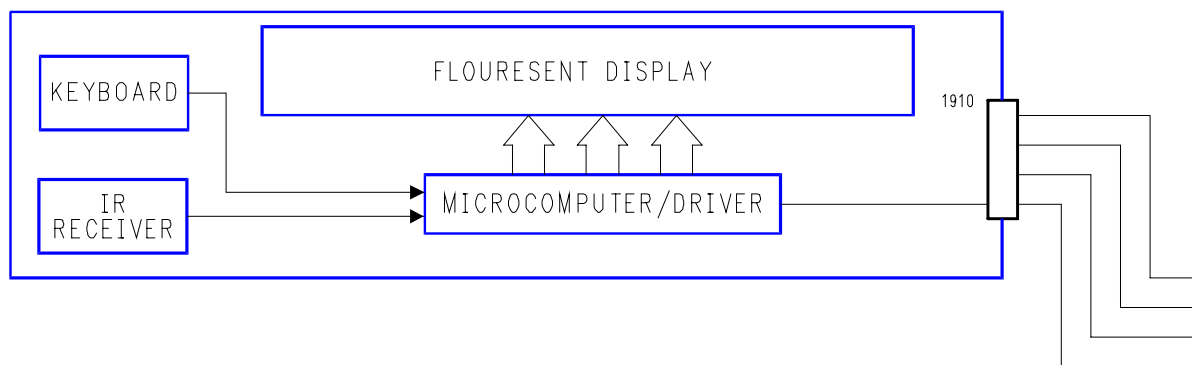 FLOURESENT DISPLAY
KEYBOARD
1910
IR
RECEIVER
MICROCOMPUTER/DRIVER